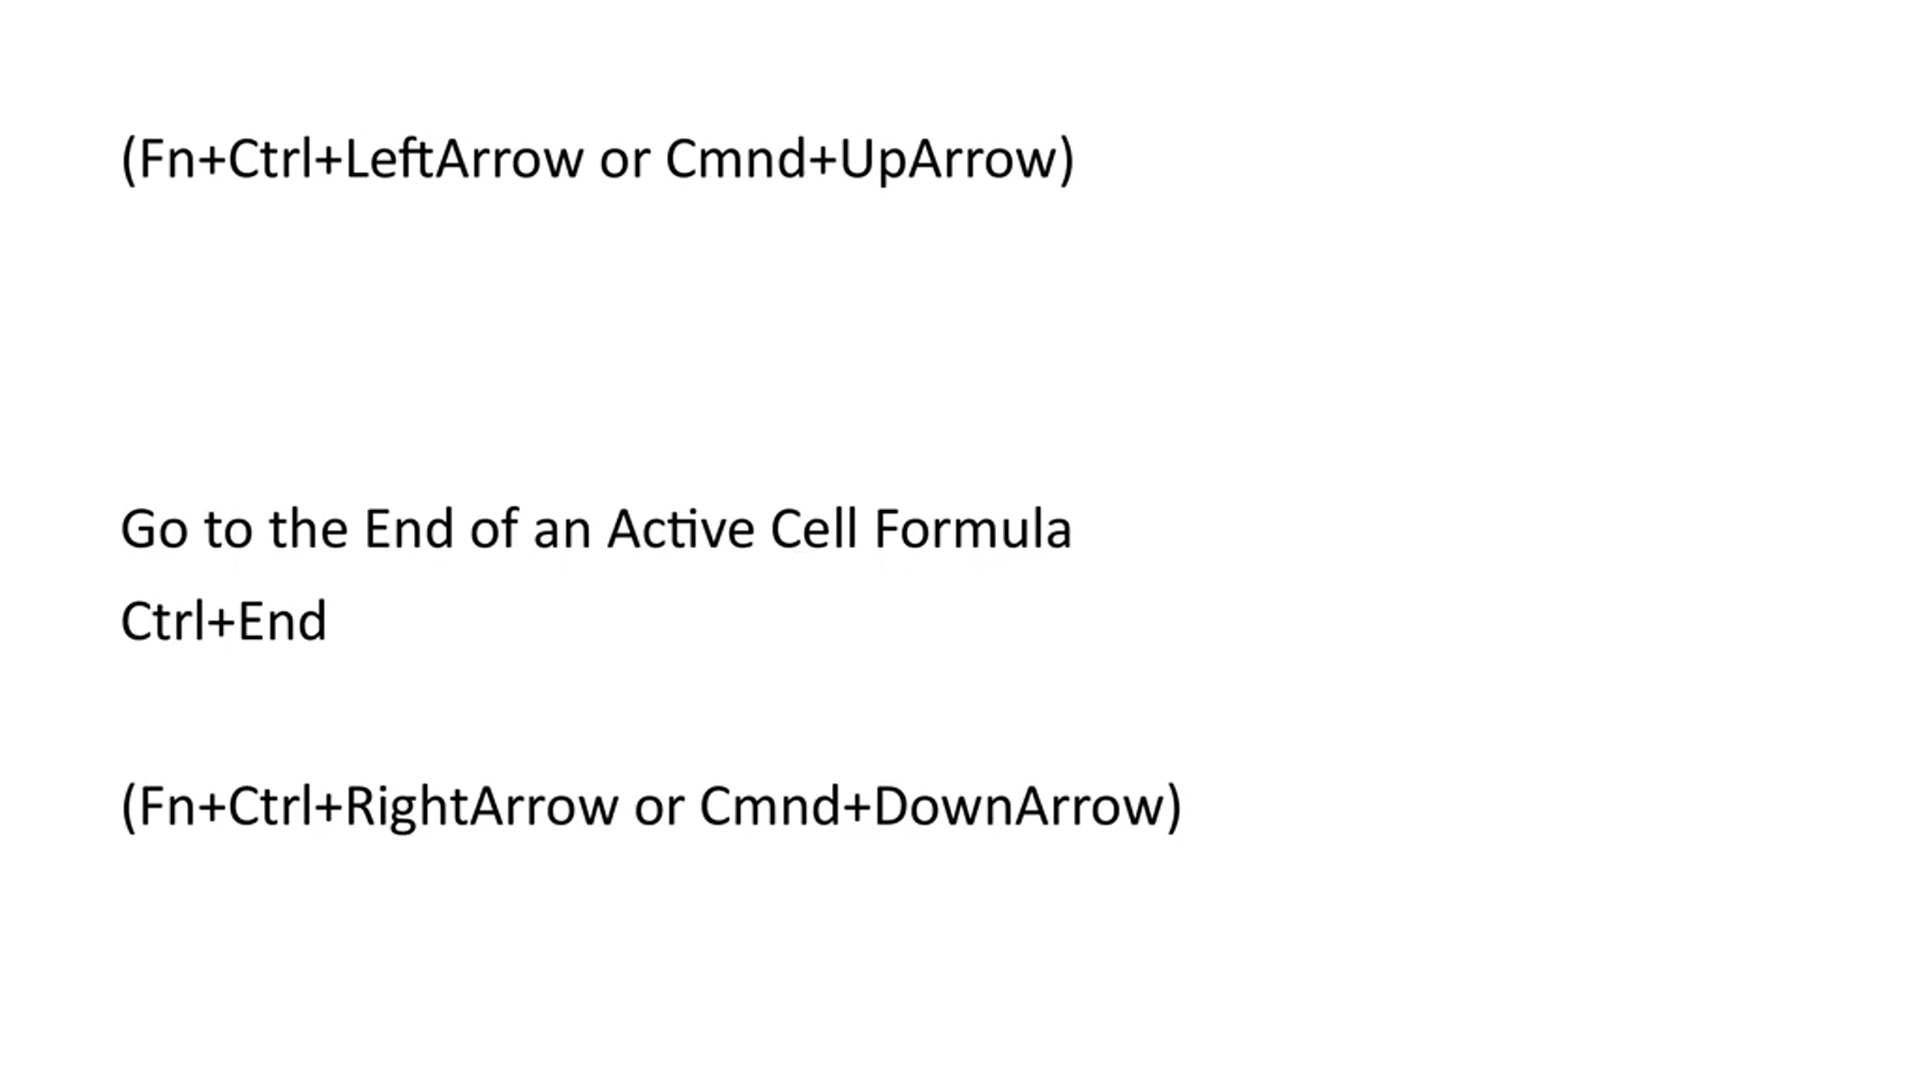 (Fn+Ctrl+LeftArrow or Cmnd+UpArrow)
Go to the End of an Active Cell Formula
Ctrl+End
(Fn+Ctrl+RightArrow or Cmnd+DownArrow)